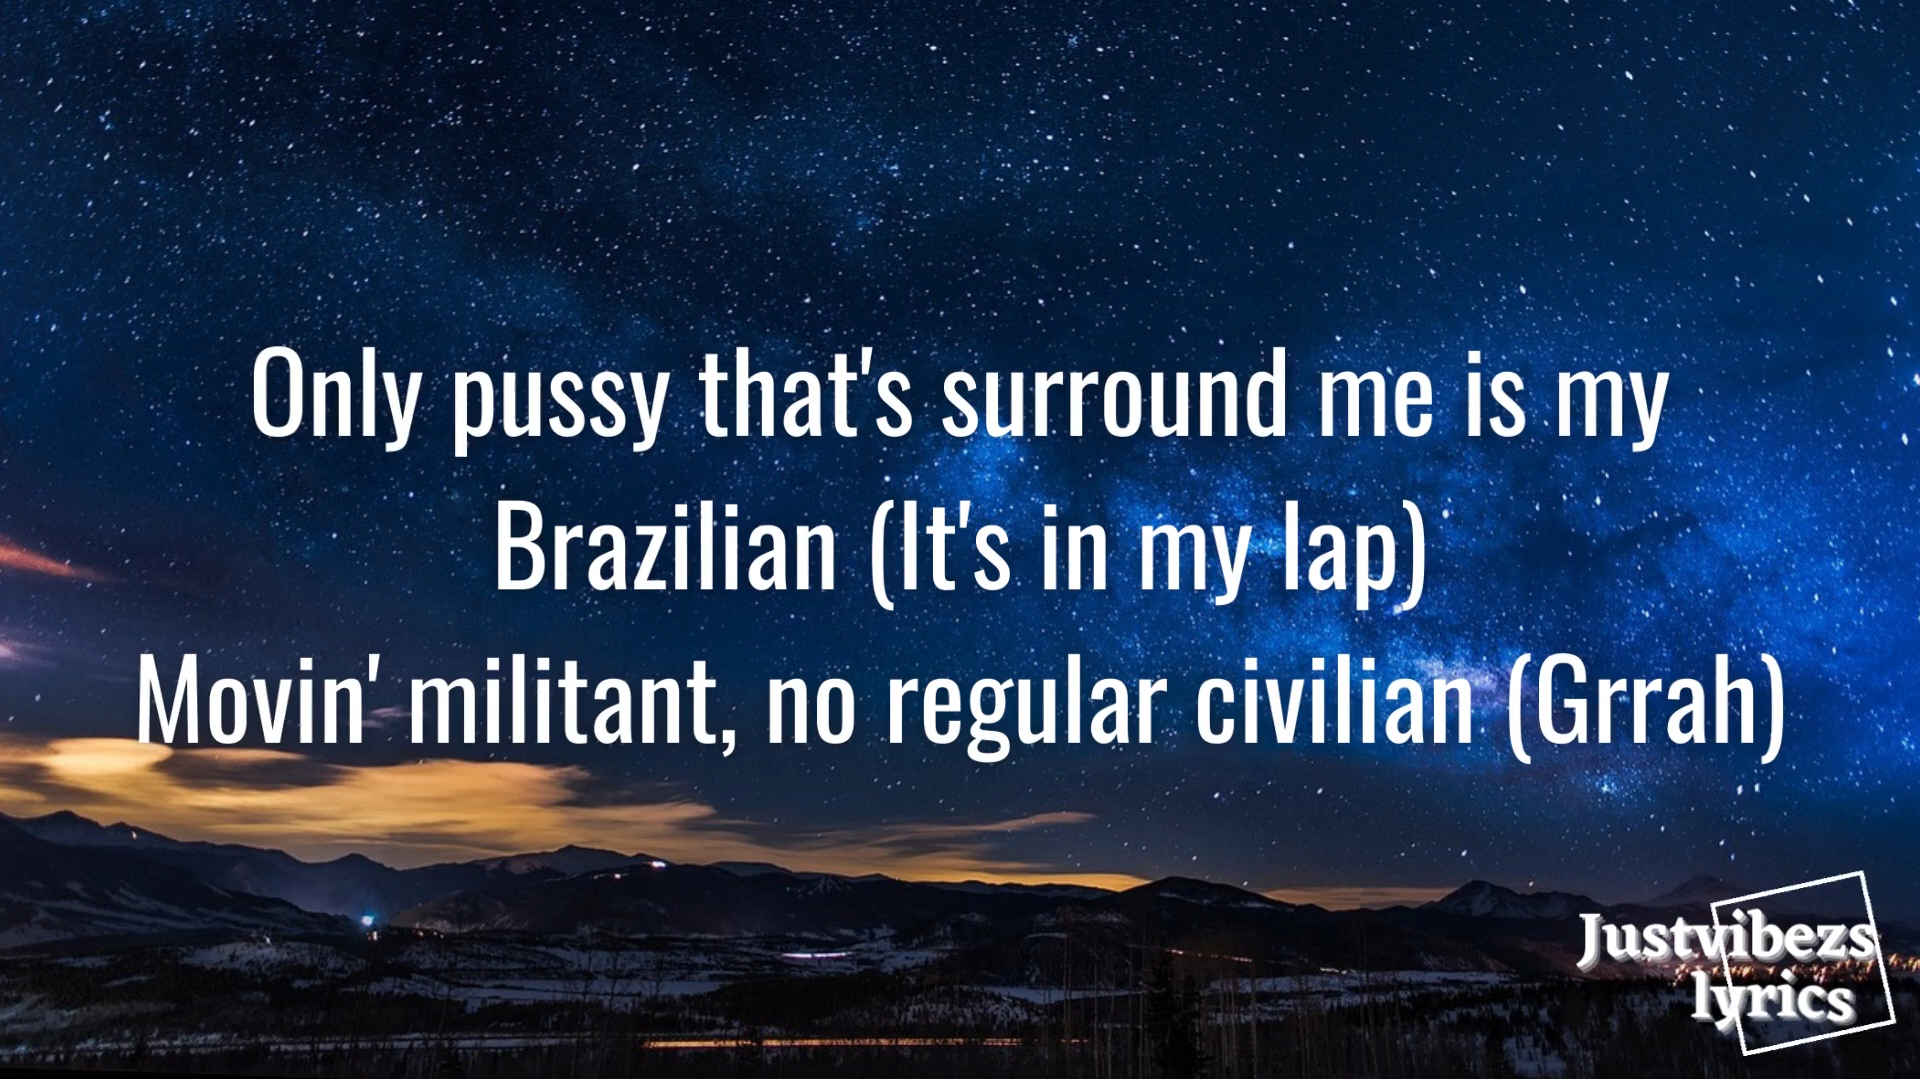 Only pussy that's surround me is my
Brazilian (It's in my lap)
Movin' militant, no regular civilian (Grrah)
Justvibezs
lyrics